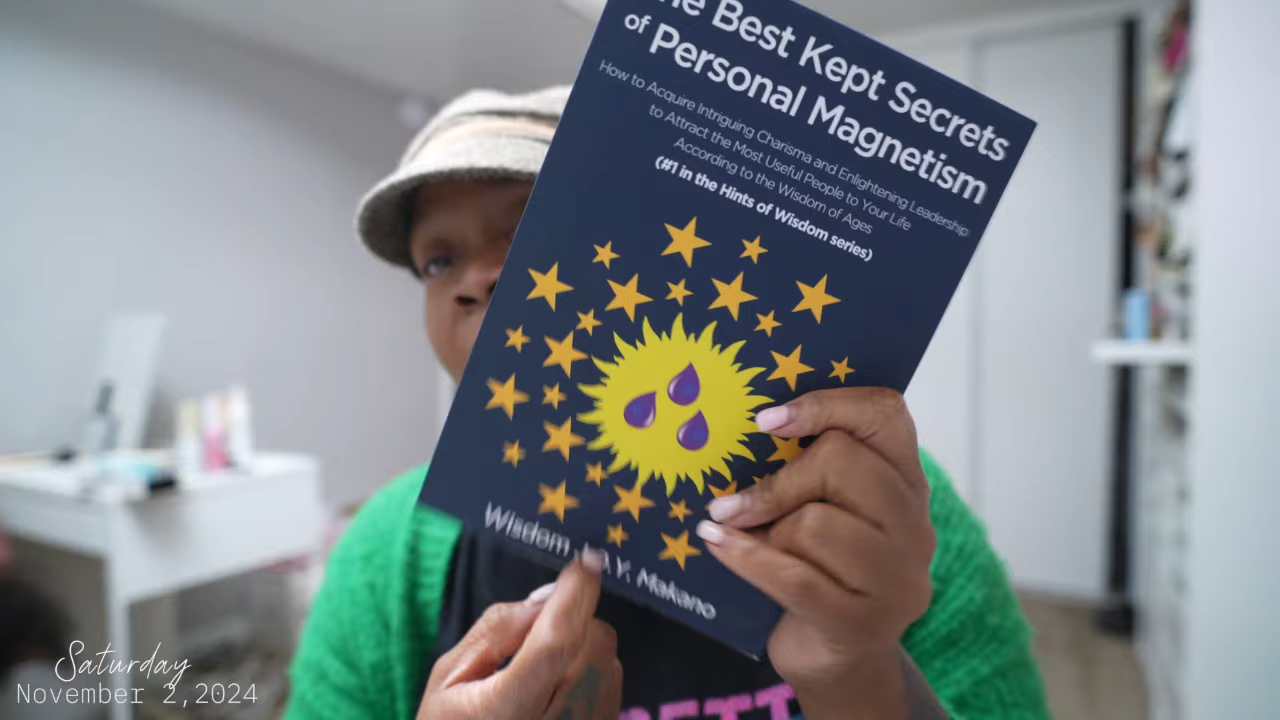 he Best Kept Secrets
of Personal Magnetism
How to Acquire Intriguing Charisma and Enlightening Leadership
to Attract the Most Useful People to Your Life
According to the Wisdom of Ages
(#1 in the Hints of Wisdom series)
Wisdom Y. Makano
Saturday
November 2,2024